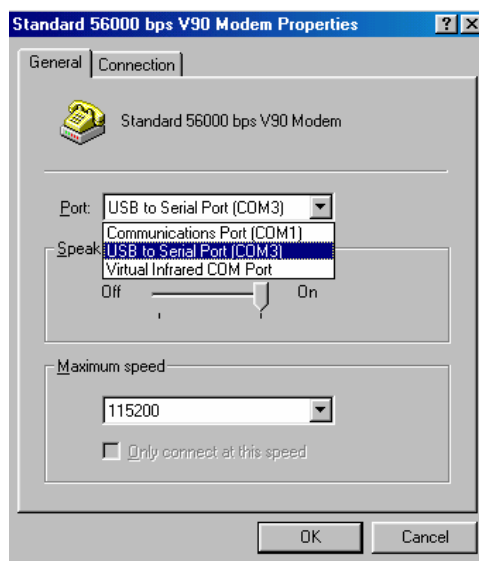 Standard 56000 bps V90 Modem Properties
General Connection
Standard 56000 bps V90 Modem
Port: USB to Serial Port (COM3)
Communications Port (COM1)
Speak
USB to Serial Port (COM3)
Virtual Infrared COM Port
Off On
Maximum speed
115200
Only connect at this speed
OK Cancel